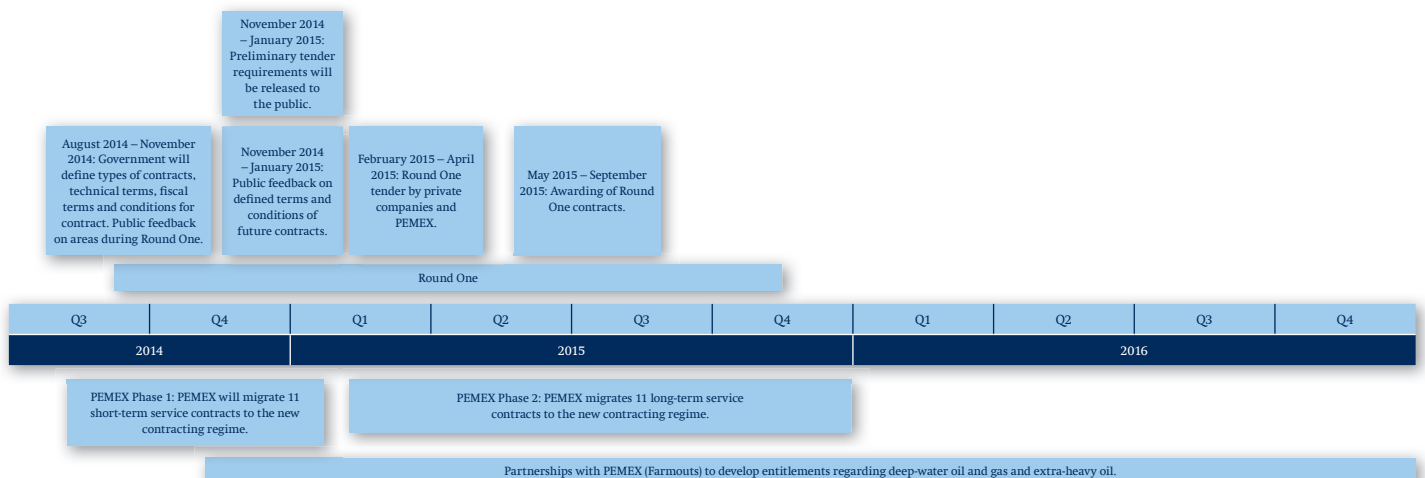 November 2014
– January 2015:
Preliminary tender
requirements will
be released to
the public.
August 2014 – November
2014: Government will
define types of contracts,
technical terms, fiscal
terms and conditions for
contract. Public feedback
on areas during Round One.
November 2014
– January 2015:
Public feedback on
defined terms and
conditions of
future contracts.
February 2015 – April
2015: Round One
tender by private
companies and
PEMEX.
May 2015 – September
2015: Awarding of Round
One contracts.
Round One
Q3 Q4 Q1 Q2 Q3 Q4 Q1 Q2 Q3 Q4
2014 2015 2016
PEMEX Phase 1: PEMEX will migrate 11
short-term service contracts to the new
contracting regime.
PEMEX Phase 2: PEMEX migrates 11 long-term service
contracts to the new contracting regime.
Partnerships with PEMEX (Farmouts) to develop entitlements regarding deep-water oil and gas and extra-heavy oil.